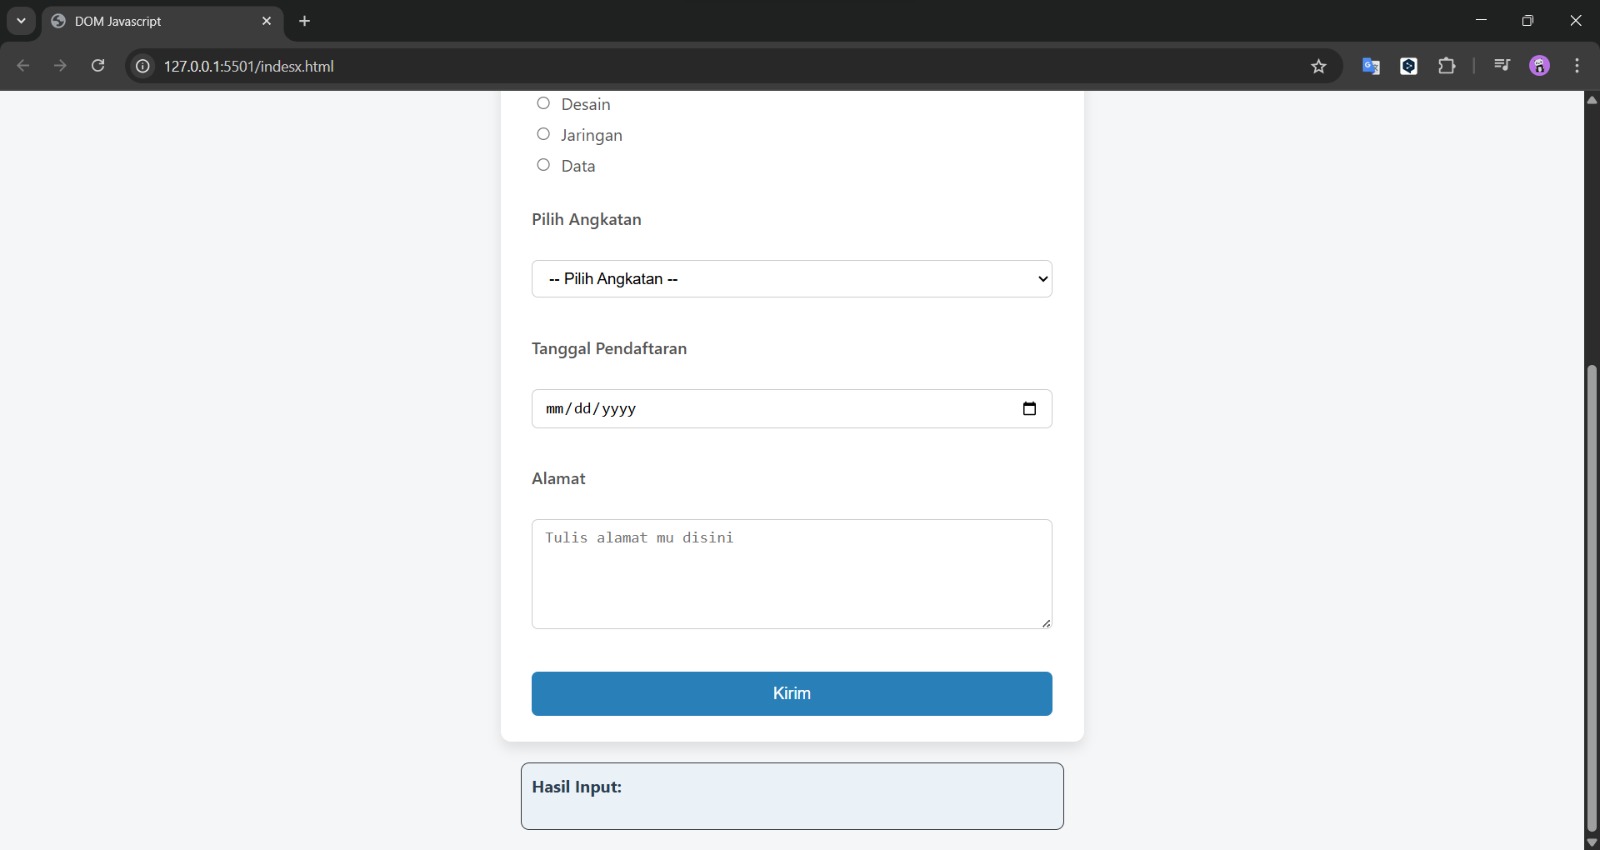 DOM Javascript
127.0.0.1:5501/indesx.html
Desain
Jaringan
Data
Pilih Angkatan
-- Pilih Angkatan --
Tanggal Pendaftaran
mm/dd/yyyy
Alamat
Tulis alamat mu disini
Kirim
Hasil Input: